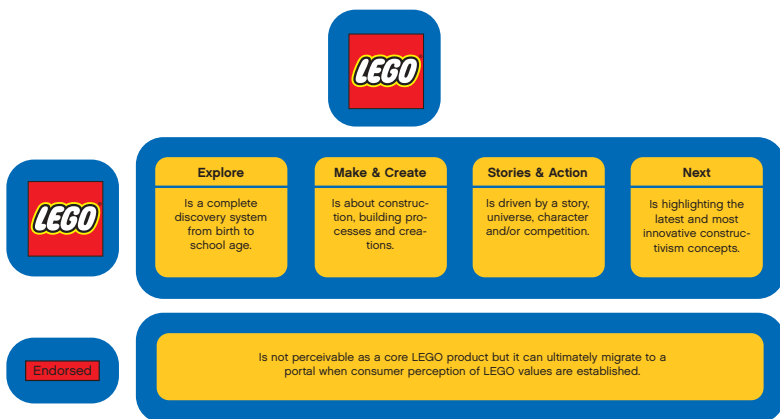 LEGO
LEGO
Explore
Is a complete
discovery system
from birth to
school age.
Make & Create
Is about construc-
tion, building pro-
cesses and crea-
tions.
Stories & Action
Is driven by a story,
universe, character
and/or competition.
Next
Is highlighting the
latest and most
innovative construc-
tivism concepts.
Endorsed
Is not perceivable as a core LEGO product but it can ultimately migrate to a
portal when consumer perception of LEGO values are established.